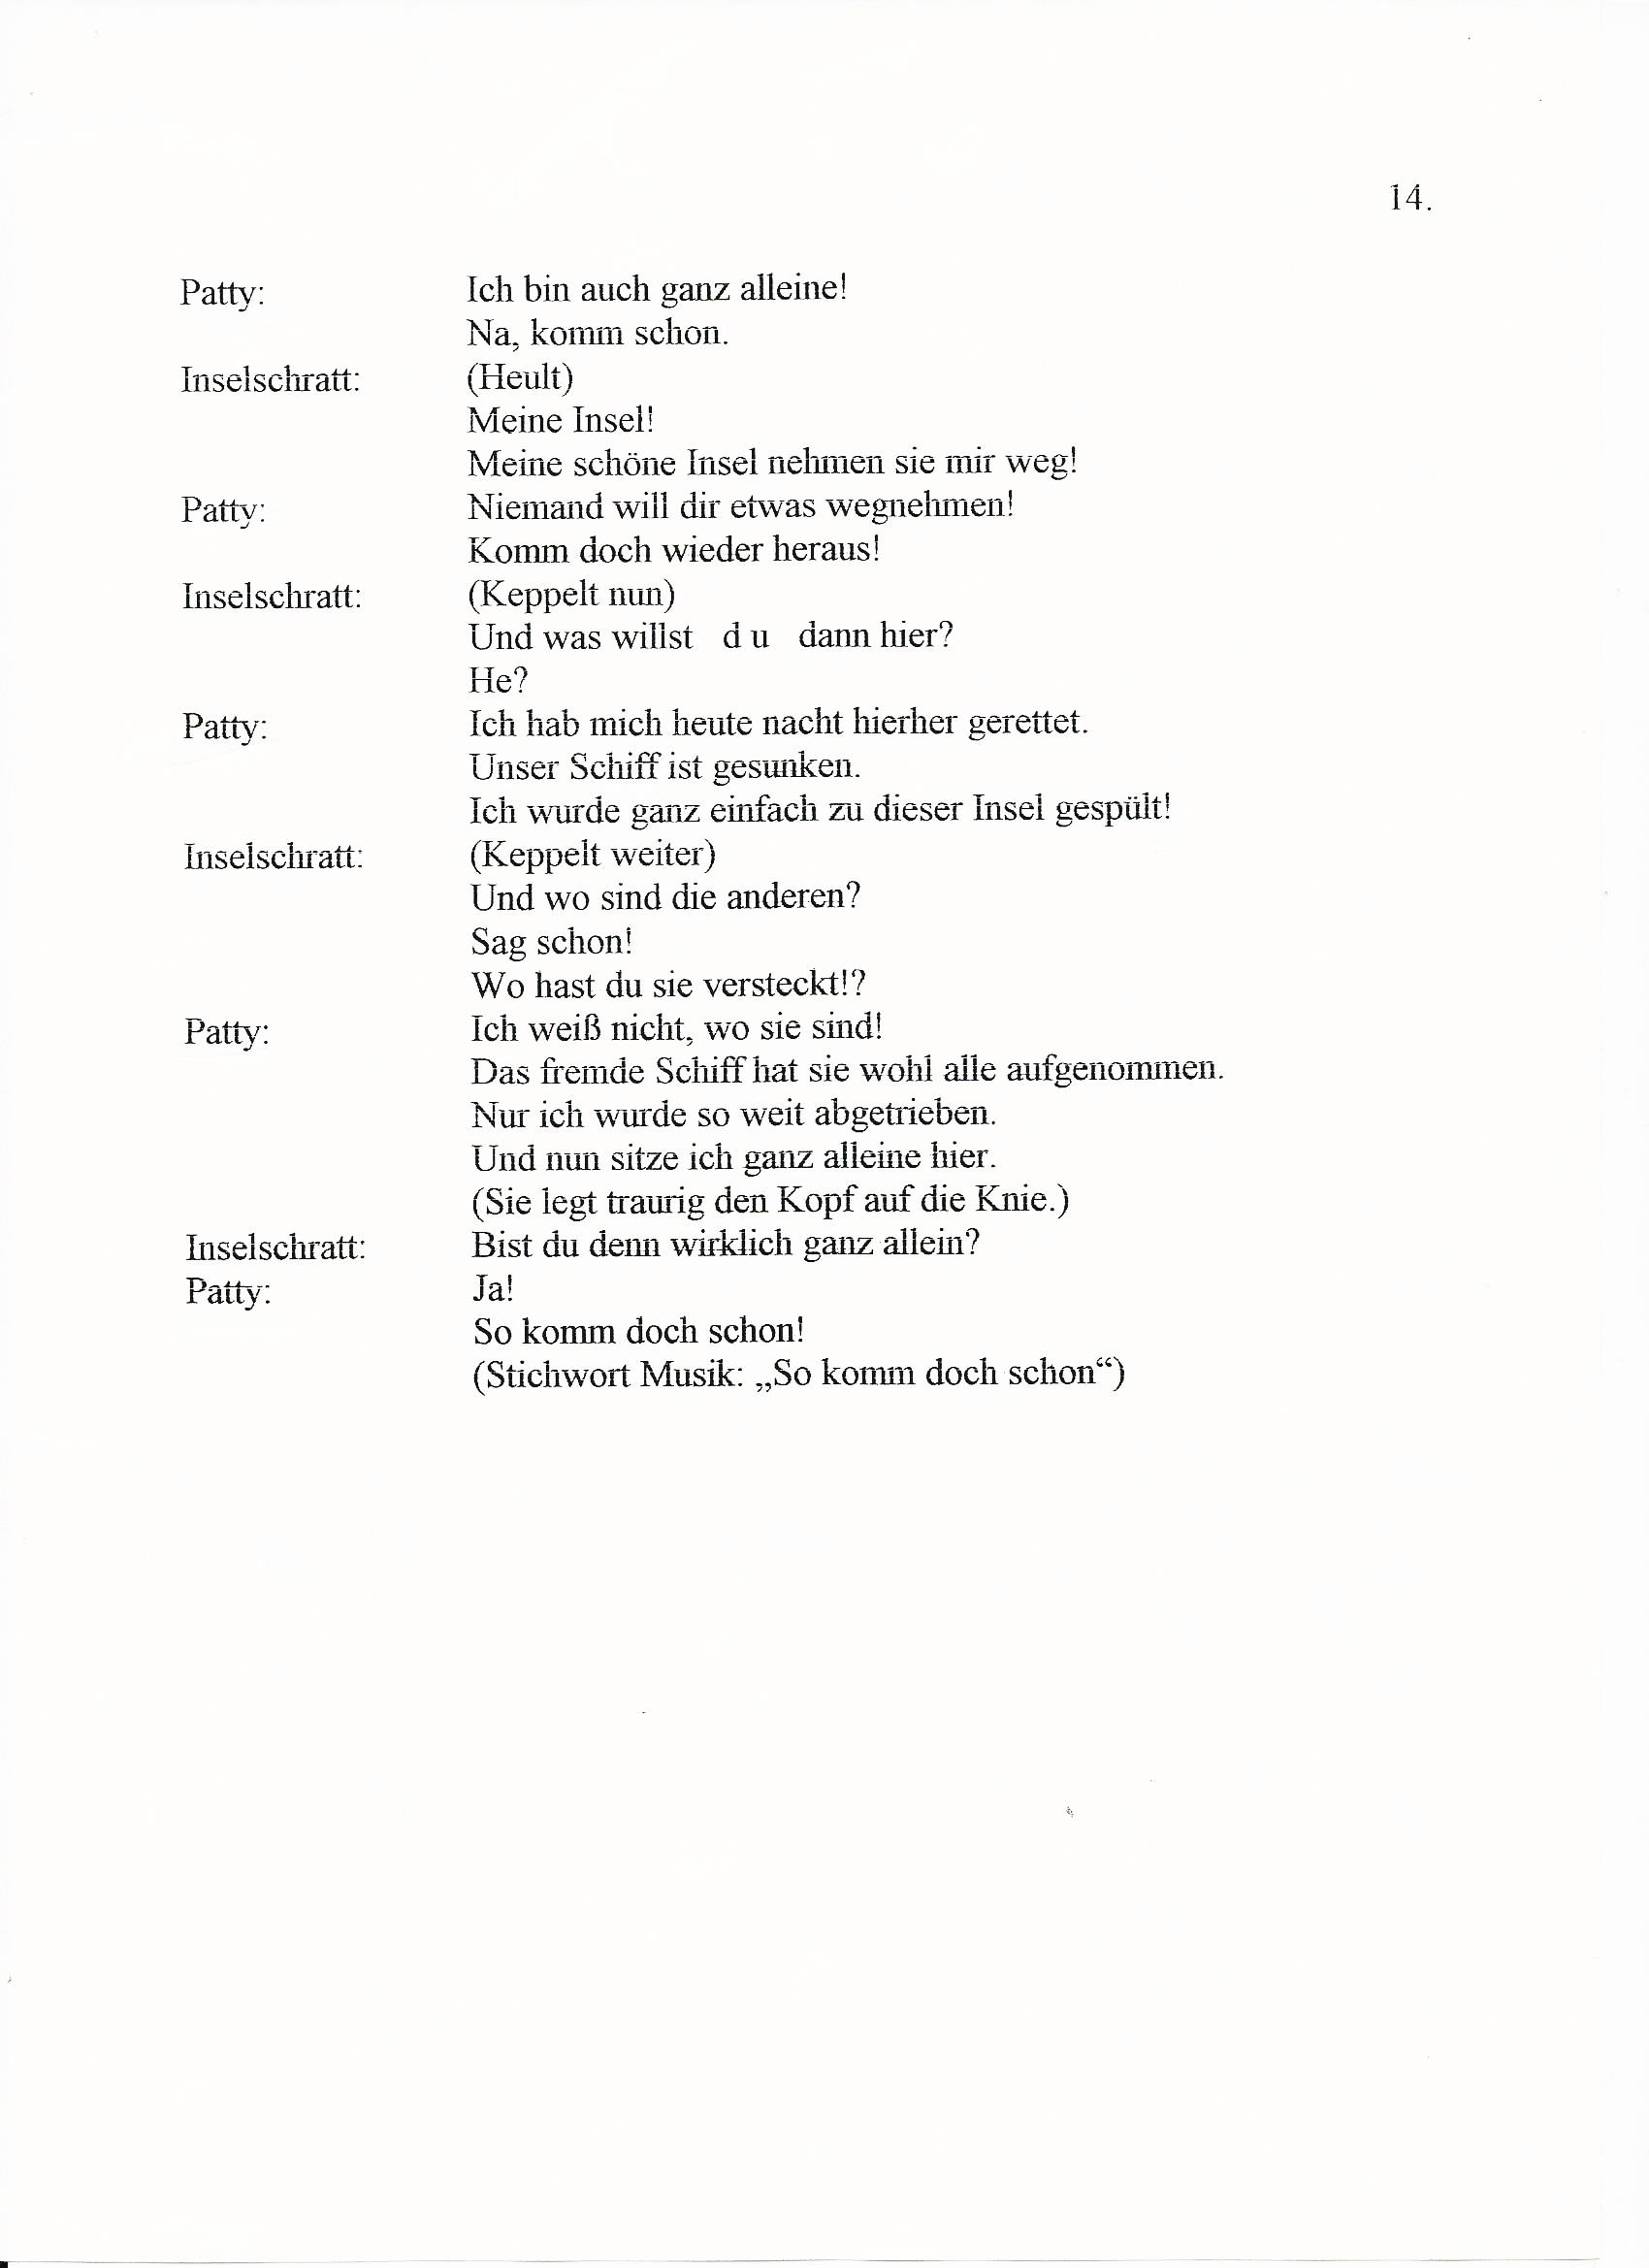 14.
Patty: Ich bin auch ganz alleine!
Na, komm schon.
Inselschratt: (Heult)
Meine Insel!
Meine schöne Insel nehmen sie mir weg!
Patty: Niemand will dir etwas wegnehmen!
Komm doch wieder heraus!
Inselschratt: (Keppelt nun)
Und was willst d u dann hier?
He?
Patty: Ich hab mich heute nacht hierher gerettet.
Unser Schiff ist gesunken.
Ich wurde ganz einfach zu dieser Insel gespült!
Inselschratt: (Keppelt weiter)
Und wo sind die anderen?
Sag schon!
Wo hast du sie versteckt!?
Patty: Ich weiß nicht, wo sie sind!
Das fremde Schiff hat sie wohl alle aufgenommen.
Nur ich wurde so weit abgetrieben.
Und nun sitze ich ganz alleine hier.
(Sie legt traurig den Kopf auf die Knie.)
Inselschratt: Bist du denn wirklich ganz allein?
Patty: Ja!
So komm doch schon!
(Stichwort Musik: „So komm doch schon“)